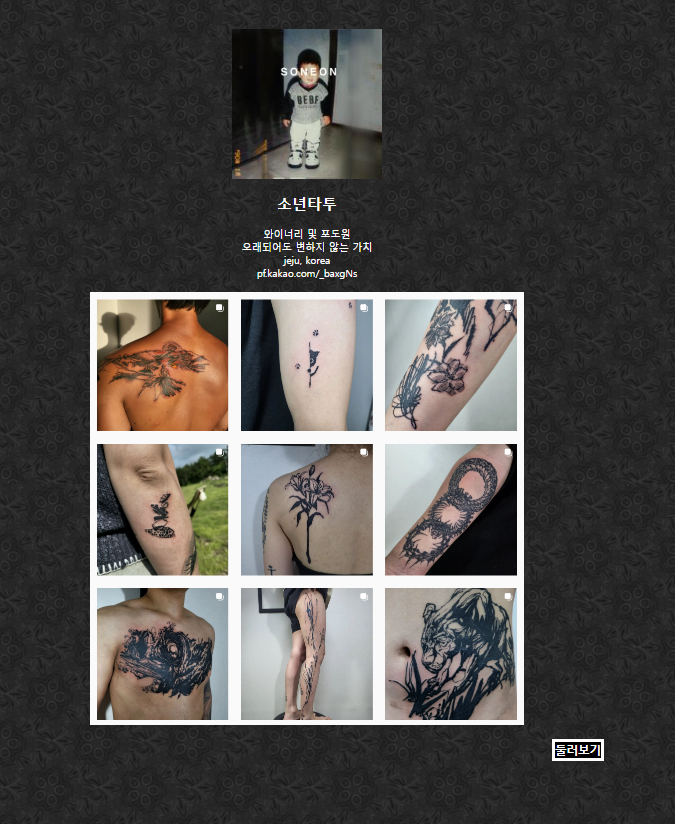 SONEON
BEBE
소년타투
와이너리 및 포도원
오래되어도 변하지 않는 가치
jeju, korea
pf.kakao.com/_baxgNs
둘러보기